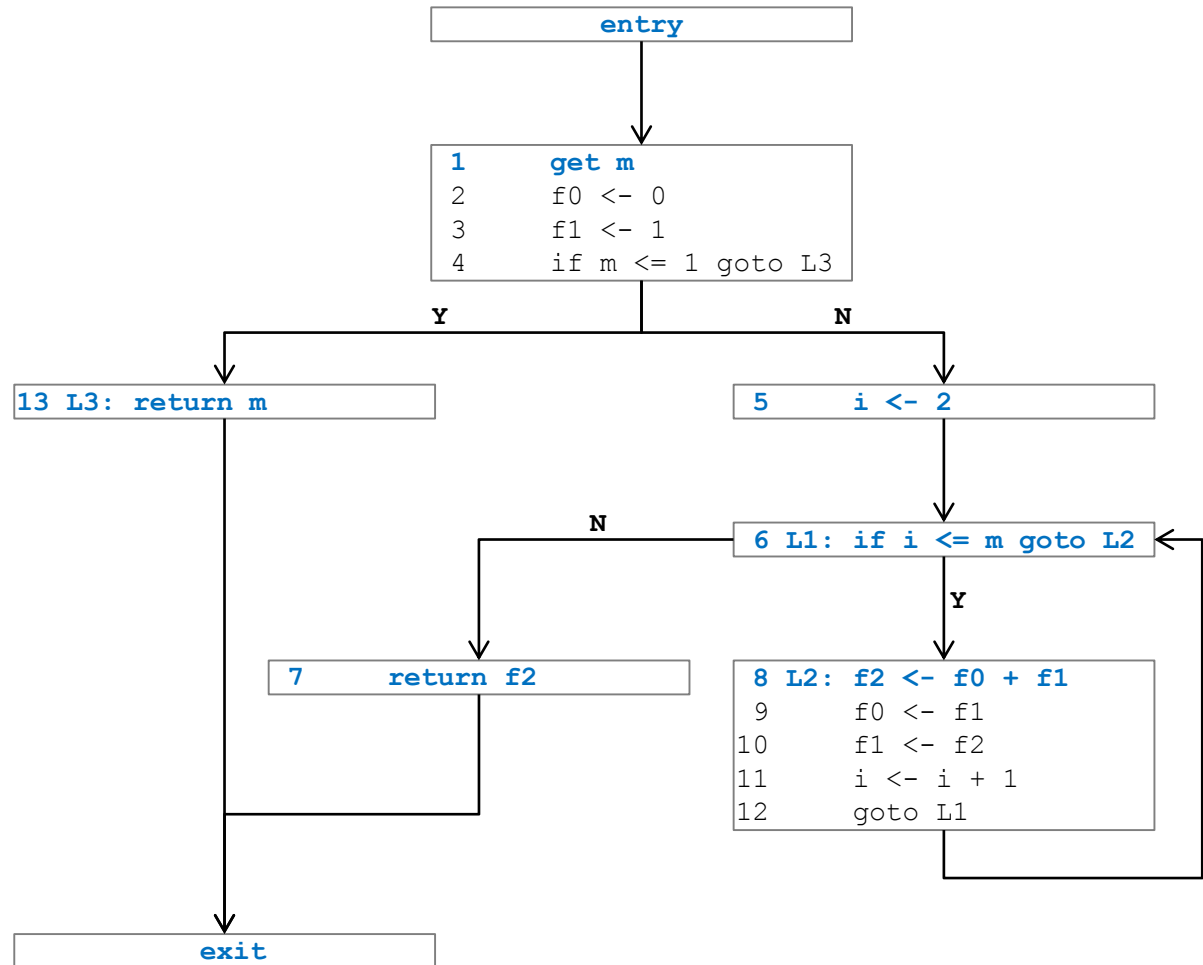 entry
1 get m
2 f0 <- 0
3 f1 <- 1
4 if m <= 1 goto L3
Y
N
13 L3: return m
5 i <- 2
N
6 L1: if i <= m goto L2
Y
7 return f2
8 L2: f2 <- f0 + f1
9 f0 <- f1
10 f1 <- f2
11 i <- i + 1
12 goto L1
exit